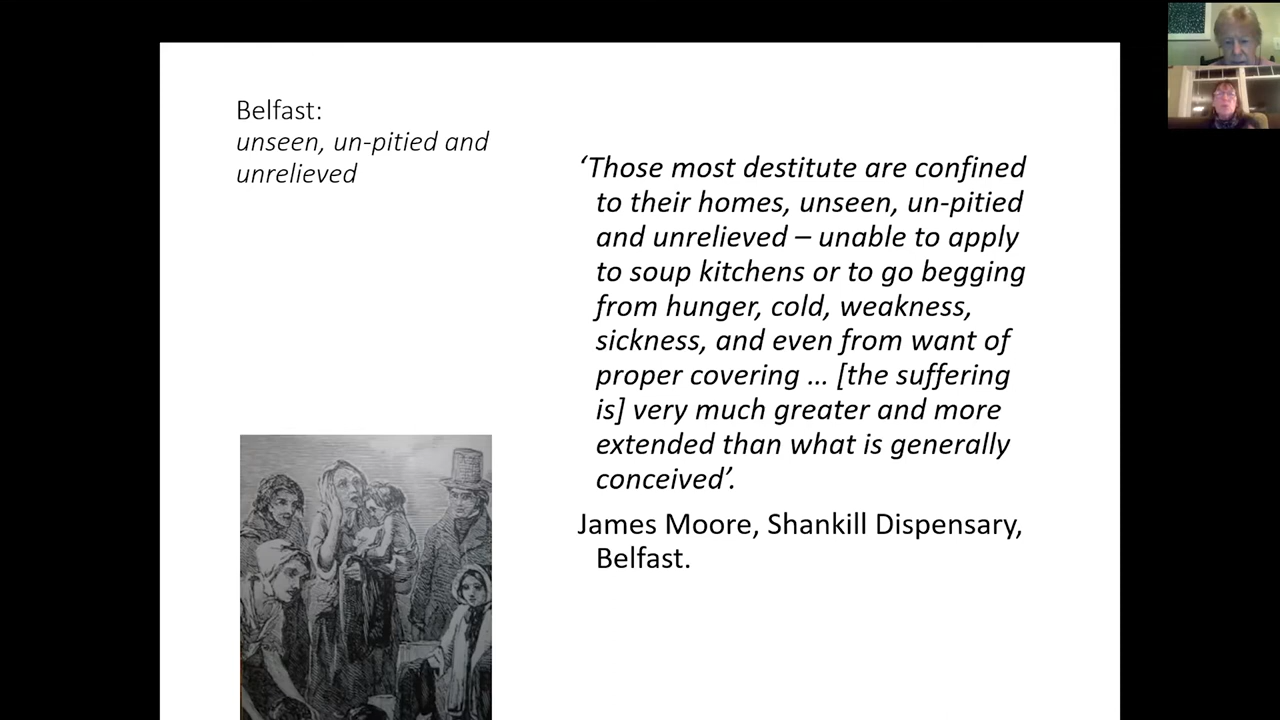 Belfast:
unseen, un-pitied and
unrelieved
‘Those most destitute are confined
to their homes, unseen, un-pitied
and unrelieved – unable to apply
to soup kitchens or to go begging
from hunger, cold, weakness,
sickness, and even from want of
proper covering ... [the suffering
is] very much greater and more
extended than what is generally
conceived’.
James Moore, Shankill Dispensary,
Belfast.